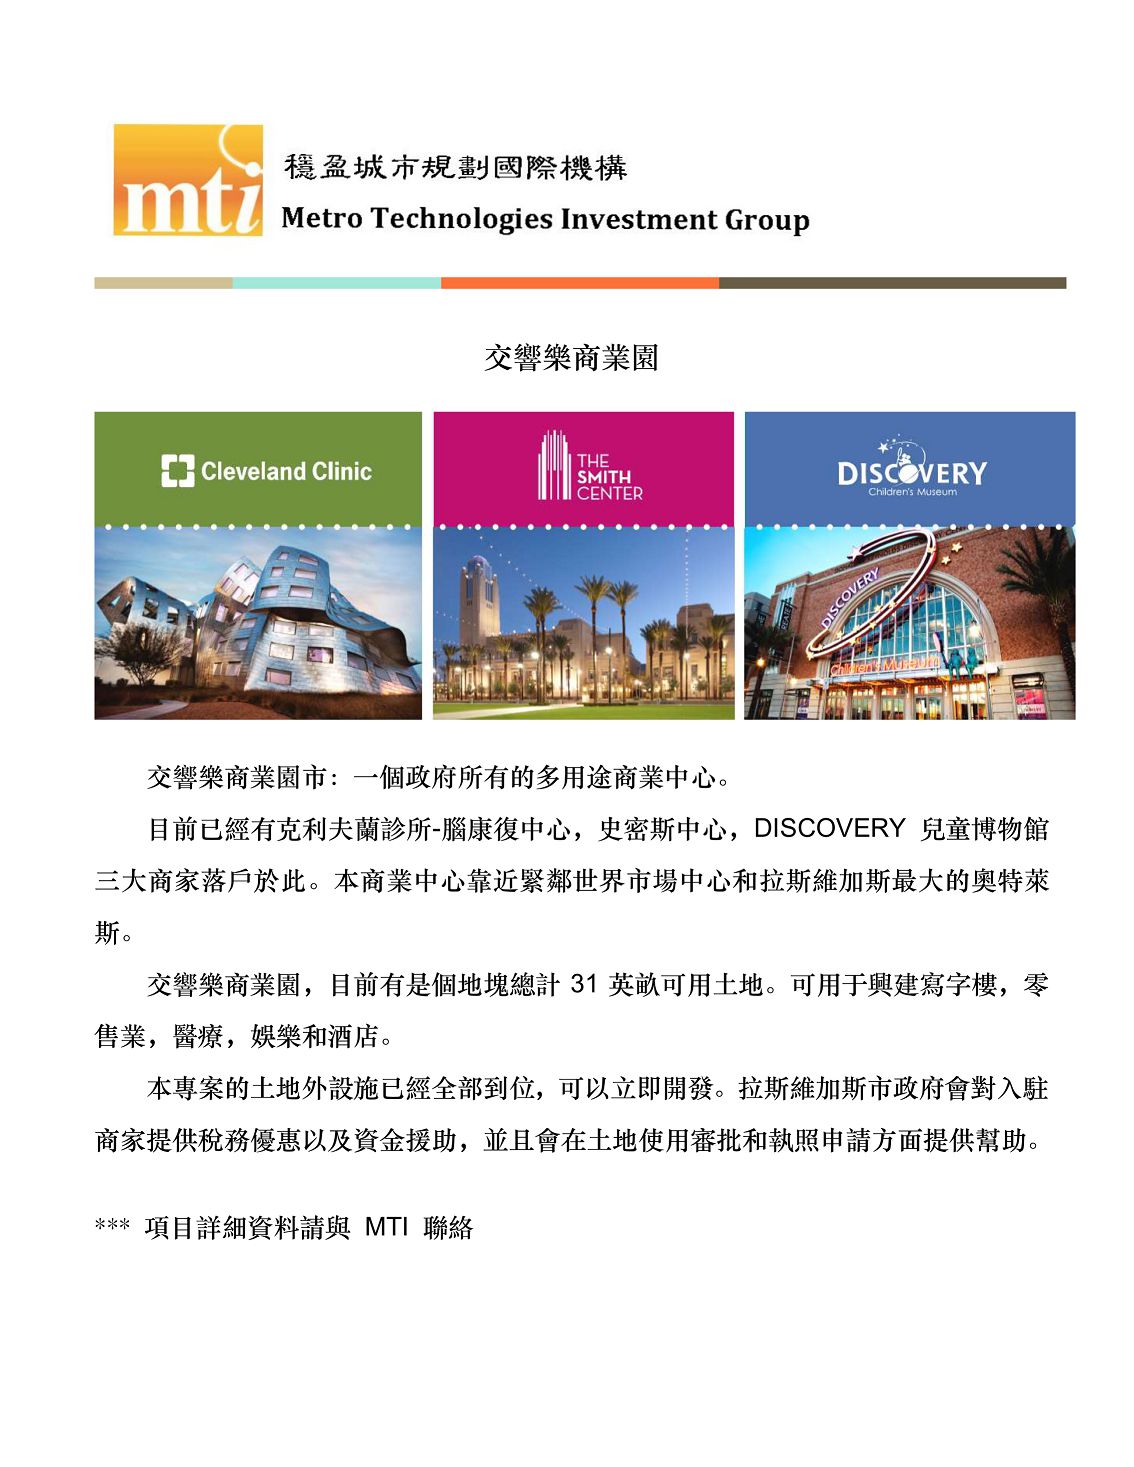 mti
穩盈城市規劃國際機構
Metro Technologies Investment Group
交響樂商業園
Cleveland Clinic
THE
SMITH
CENTER
DISCOVERY
Children's Museum
DISCOVERY
Children's Museum
交響樂商業園市：一個政府所有的多用途商業中心。
目前已經有克利夫蘭診所-腦康復中心，史密斯中心，DISCOVERY 兒童博物館
三大商家落戶於此。本商業中心靠近緊鄰世界市場中心和拉斯維加斯最大的奧特萊
斯。
交響樂商業園，目前有是個地塊總計 31 英畝可用土地。可用于興建寫字樓，零
售業，醫療，娛樂和酒店。
本專案的土地外設施已經全部到位，可以立即開發。拉斯維加斯市政府會對入駐
商家提供稅務優惠以及資金援助，並且會在土地使用審批和執照申請方面提供幫助。
*** 項目詳細資料請與 MTI 聯絡